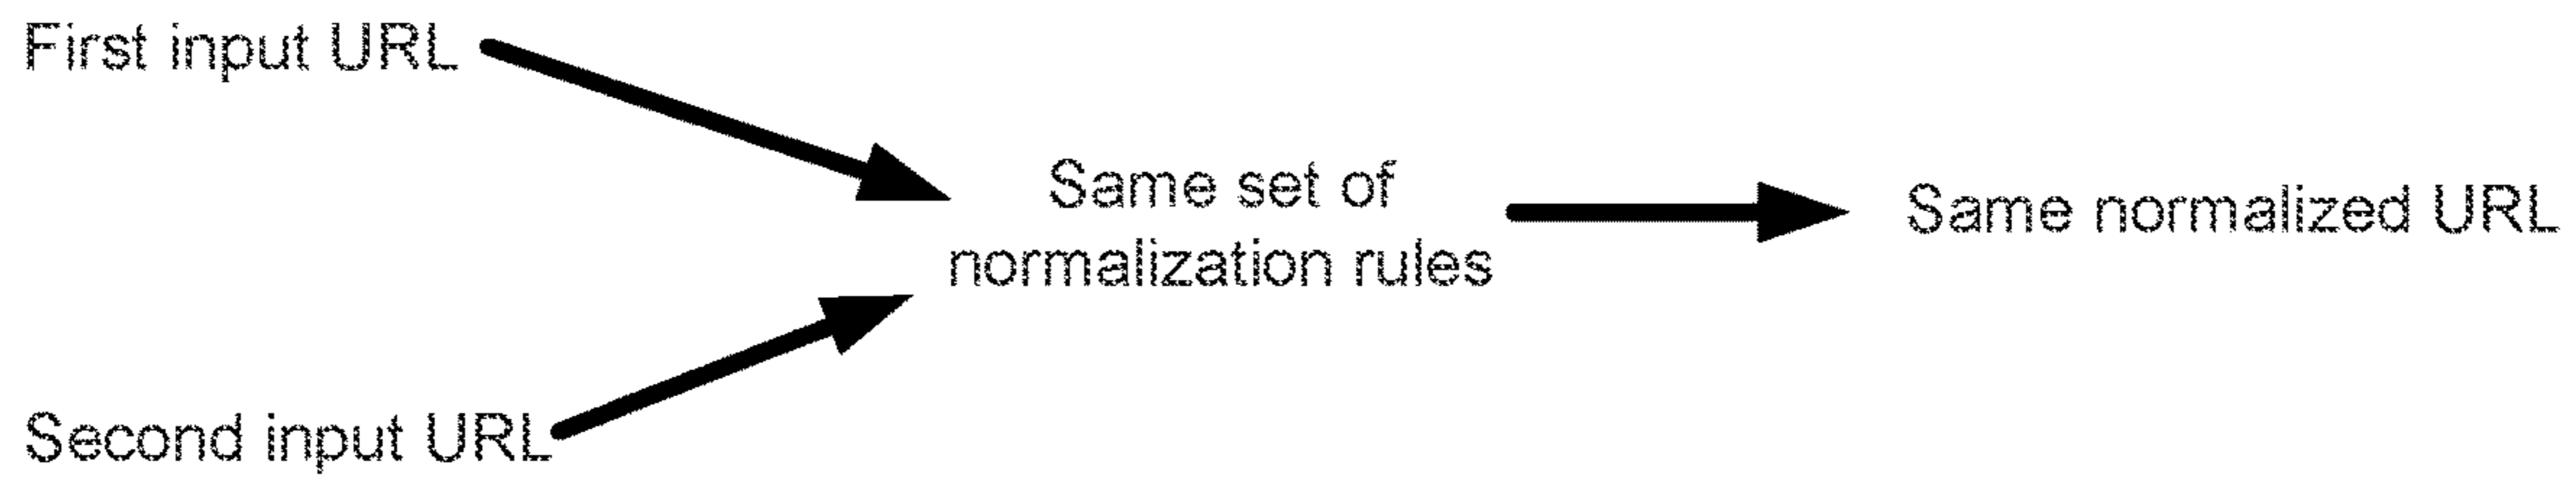 First input URL
Same set of
normalization rules
Same normalized URL
Second input URL